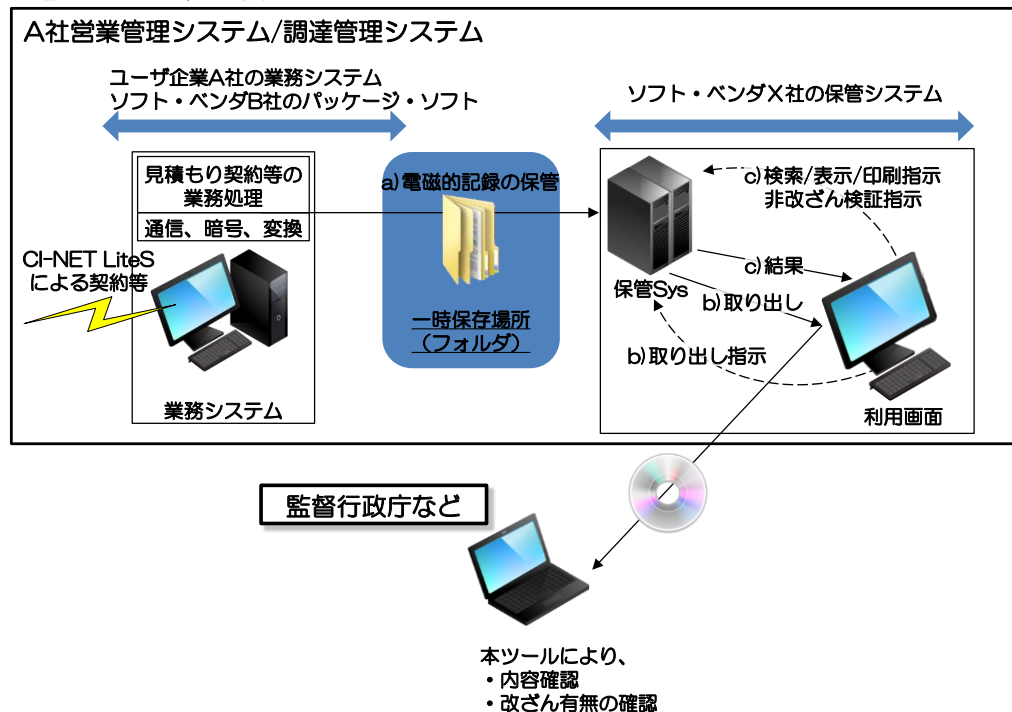 A社営業管理システム/調達管理システム
ユーザ企業A社の業務システム
ソフト・ベンダB社のパッケージ・ソフト
ソフト・ベンダX社の保管システム
見積もり契約等の
業務処理
通信、暗号、変換
CI-NET LiteS
による契約等
業務システム
a)電磁的記録の保管
一時保存場所
（フォルダ）
c)検索/表示/印刷指示
非改ざん検証指示
保管Sys
c)結果
b)取り出し
b)取り出し指示
利用画面
監督行政庁など
本ツールにより、
・内容確認
・改ざん有無の確認